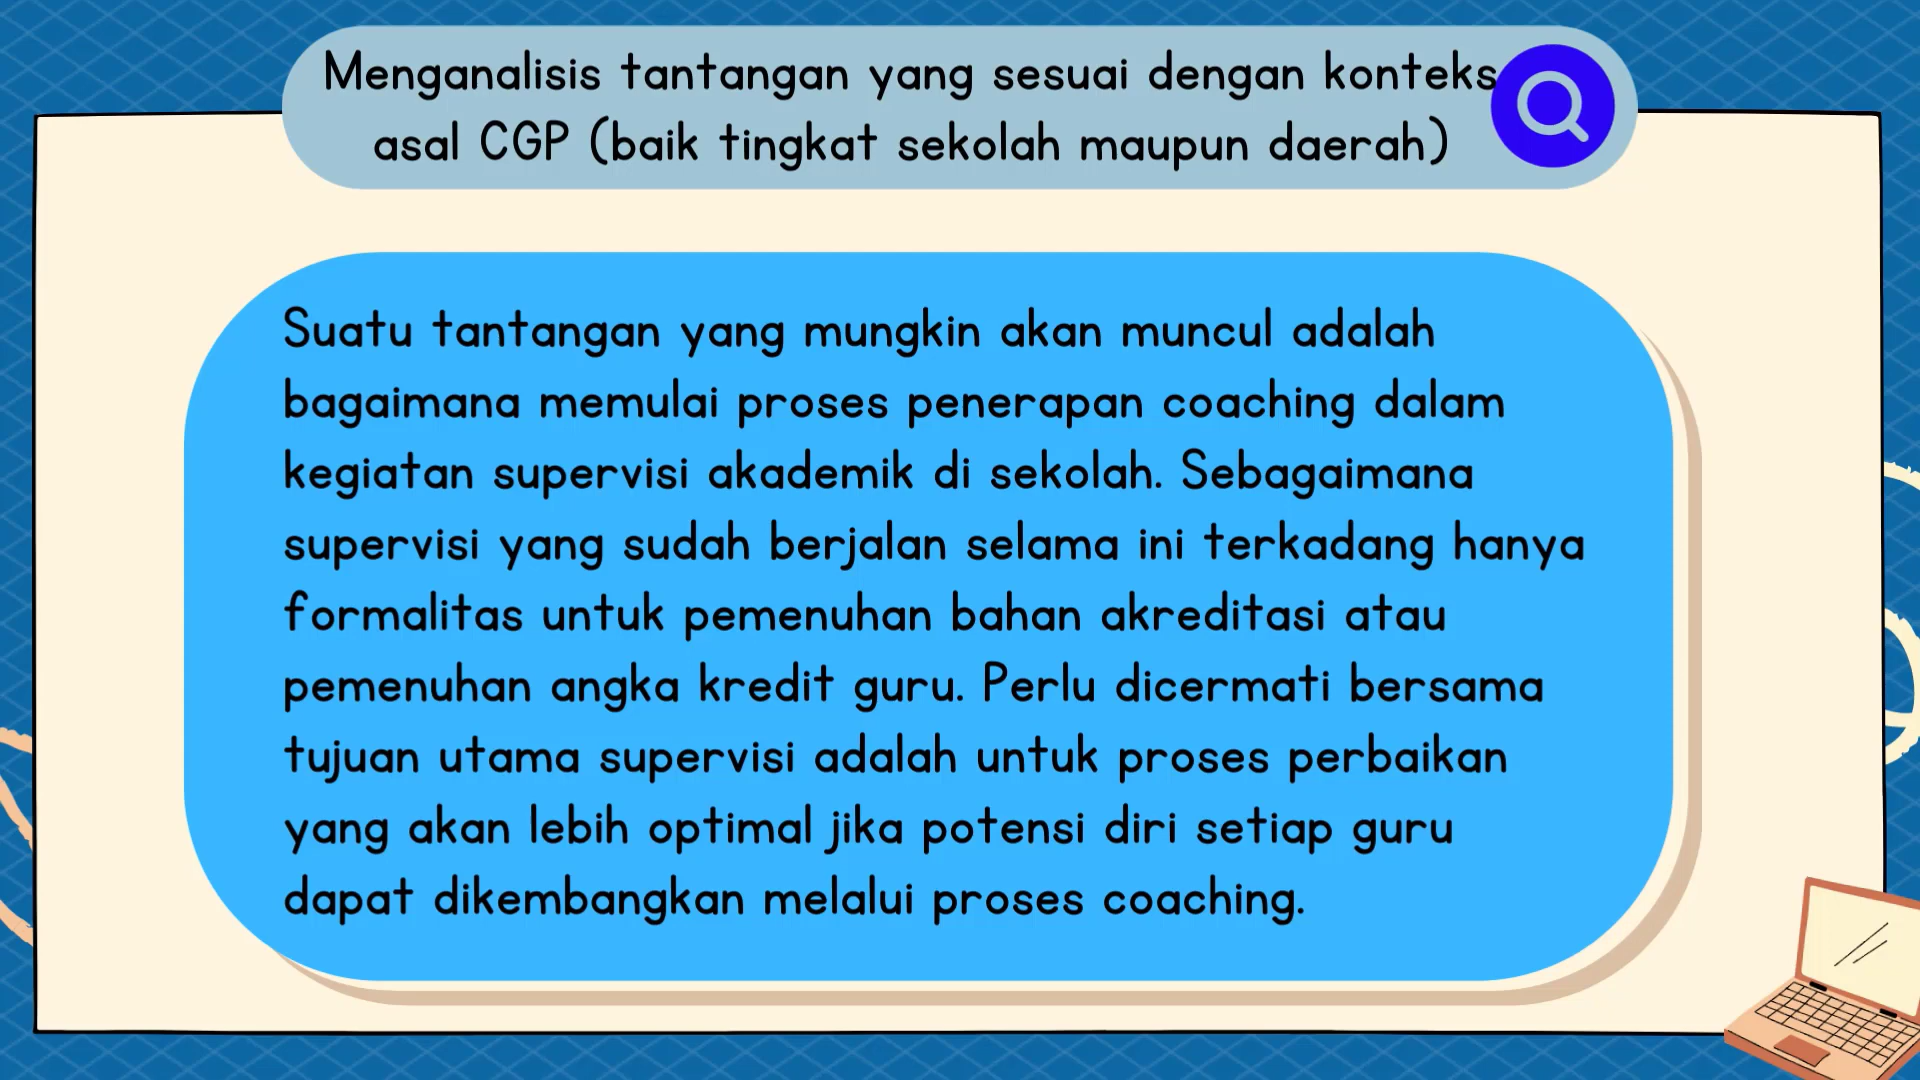 Menganalisis tantangan yang sesuai dengan konteks
asal CGP (baik tingkat sekolah maupun daerah)
Suatu tantangan yang mungkin akan muncul adalah
bagaimana memulai proses penerapan coaching dalam
kegiatan supervisi akademik di sekolah. Sebagaimana
supervisi yang sudah berjalan selama ini terkadang hanya
formalitas untuk pemenuhan bahan akreditasi atau
pemenuhan angka kredit guru. Perlu dicermati bersama
tujuan utama supervisi adalah untuk proses perbaikan
yang akan lebih optimal jika potensi diri setiap guru
dapat dikembangkan melalui proses coaching.